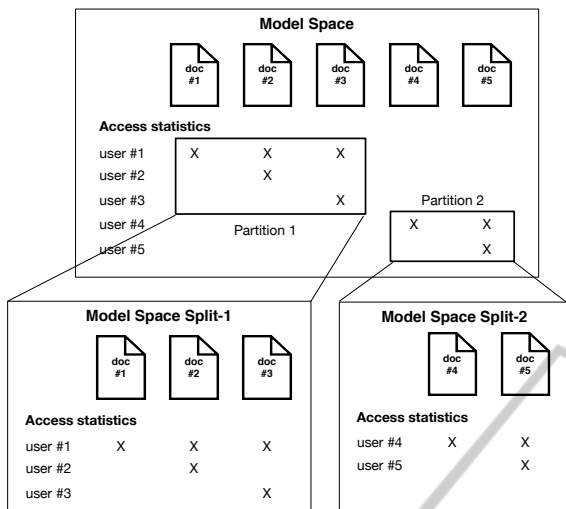 Model Space
doc #1
doc #2
doc #3
doc #4
doc #5
Access statistics
user #1 X X X
user #2 X
user #3 X
Partition 2
user #4 X X
Partition 1
user #5 X
Model Space Split-1
doc #1
doc #2
doc #3
Access statistics
user #1 X X X
user #2 X
user #3 X
Model Space Split-2
doc #4
doc #5
Access statistics
user #4 X X
user #5 X